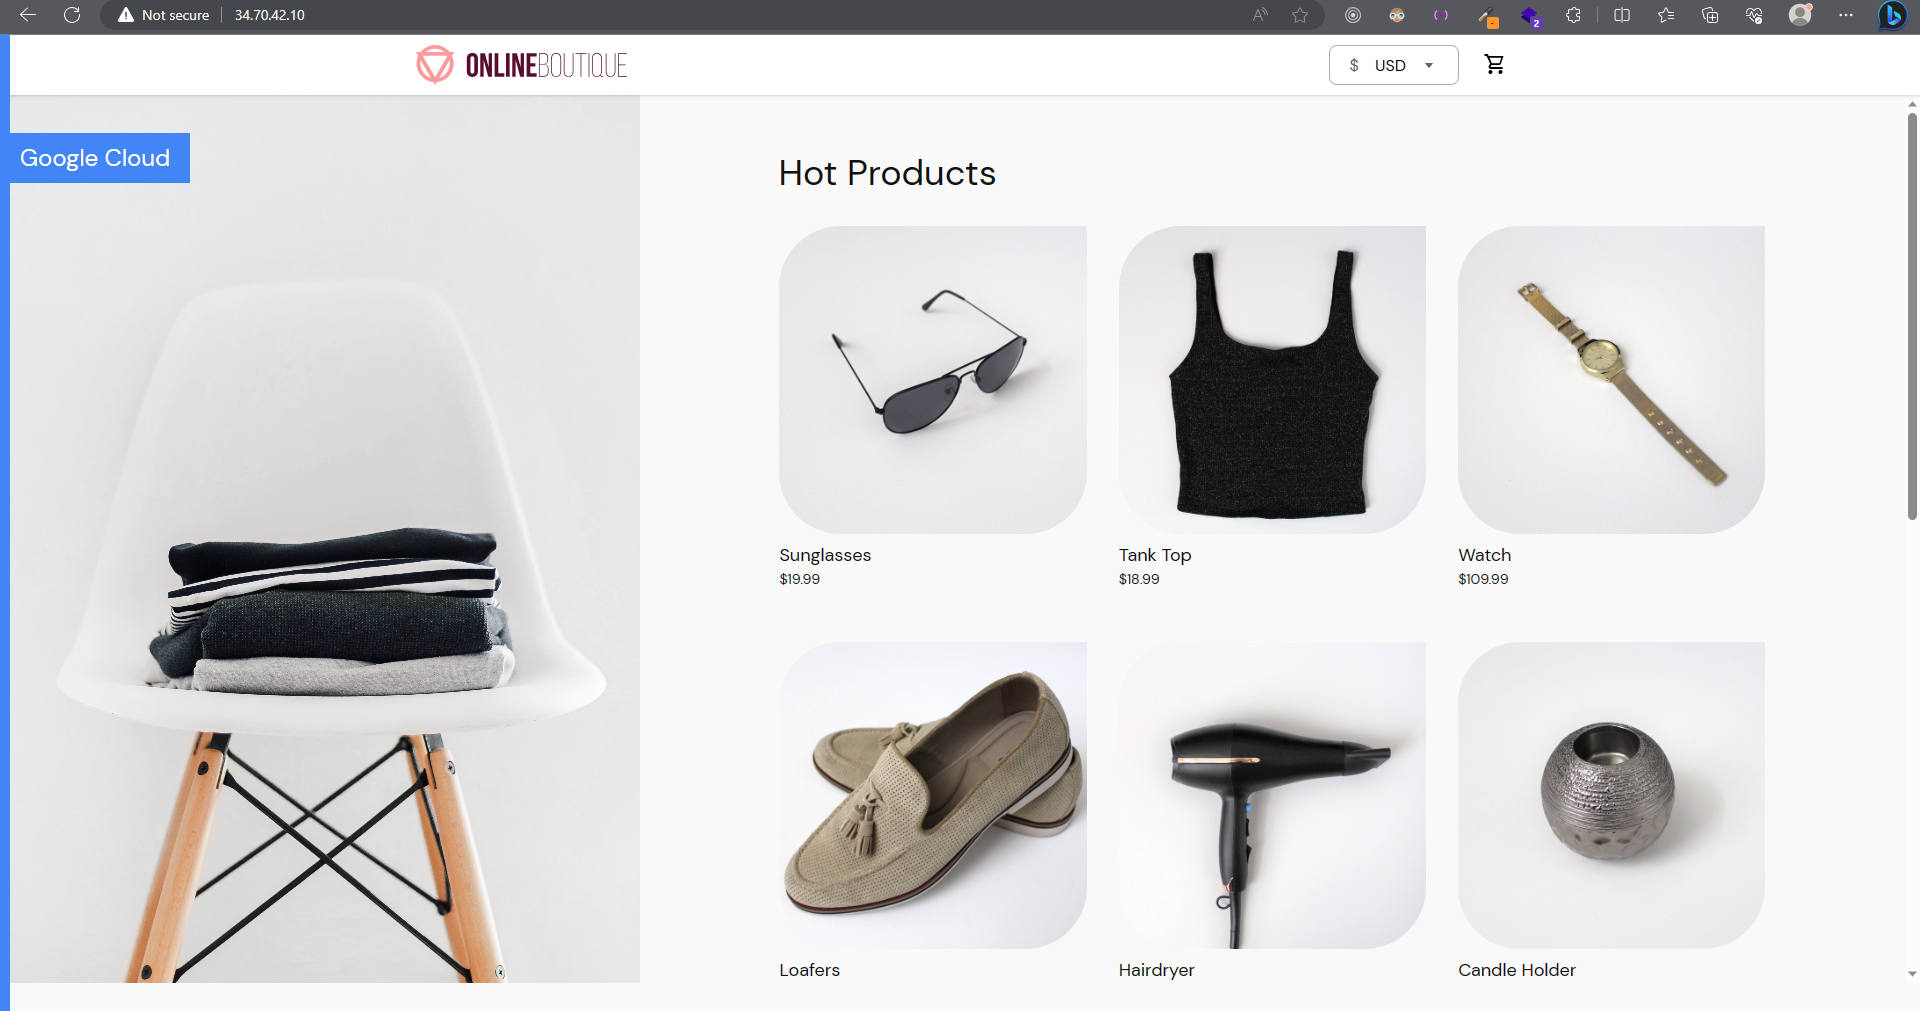 Not secure
34.70.42.10
2
ONLINEBOUTIQUE
$ USD
Google Cloud
Hot Products
Sunglasses
$19.99
Tank Top
$18.99
Watch
$109.99
Loafers
Hairdryer
Candle Holder